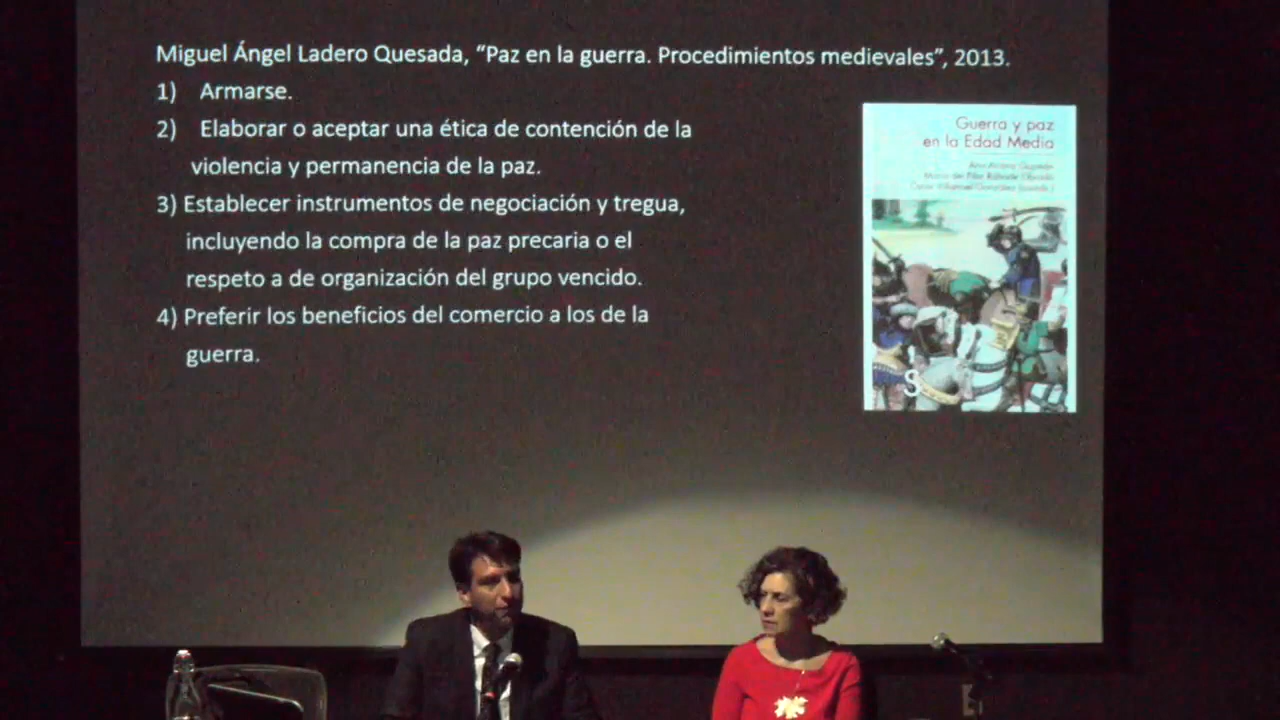 Miguel Ángel Ladero Quesada, “Paz en la guerra. Procedimientos medievales”, 2013.
1) Armarse.
2) Elaborar o aceptar una ética de contención de la
violencia y permanencia de la paz.
3) Establecer instrumentos de negociación y tregua,
incluyendo la compra de la paz precaria o el
respeto a de organización del grupo vencido.
4) Preferir los beneficios del comercio a los de la
guerra.
Guerra y paz
en la Edad Media